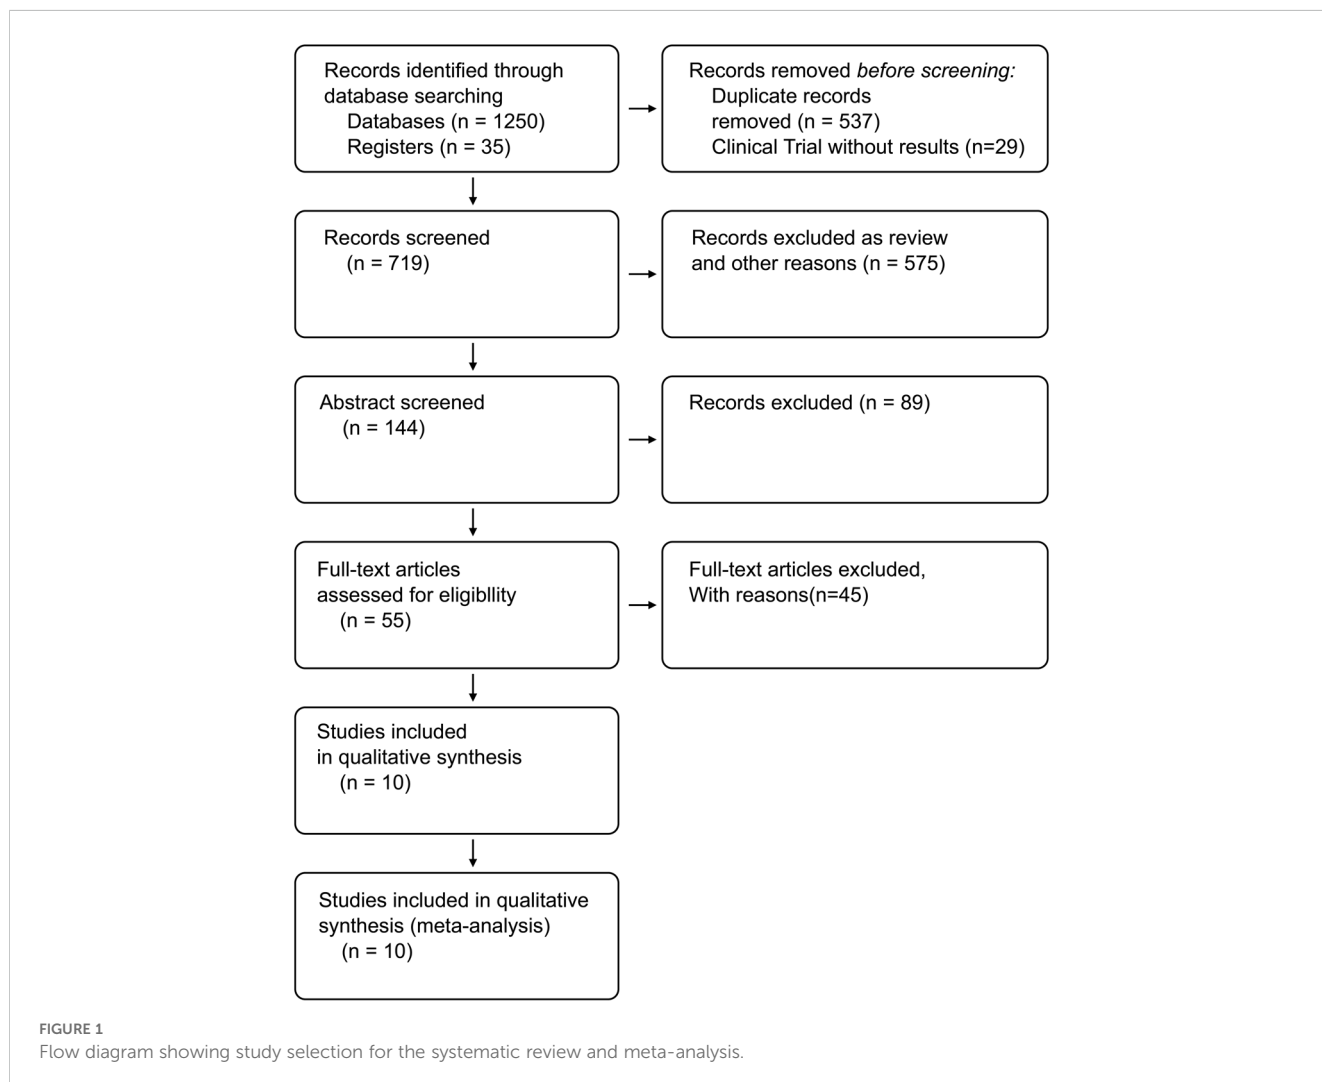 Records identified through
database searching
Databases (n = 1250)
Registers (n = 35)
Records removed before screening:
Duplicate records
removed (n = 537)
Clinical Trial without results (n=29)
Records screened
(n = 719)
Records excluded as review
and other reasons (n = 575)
Abstract screened
(n = 144)
Records excluded (n = 89)
Full-text articles
assessed for eligibllity
(n = 55)
Full-text articles excluded,
With reasons(n=45)
Studies included
in qualitative synthesis
(n = 10)
Studies included in qualitative
synthesis (meta-analysis)
(n = 10)
FIGURE 1
Flow diagram showing study selection for the systematic review and meta-analysis.